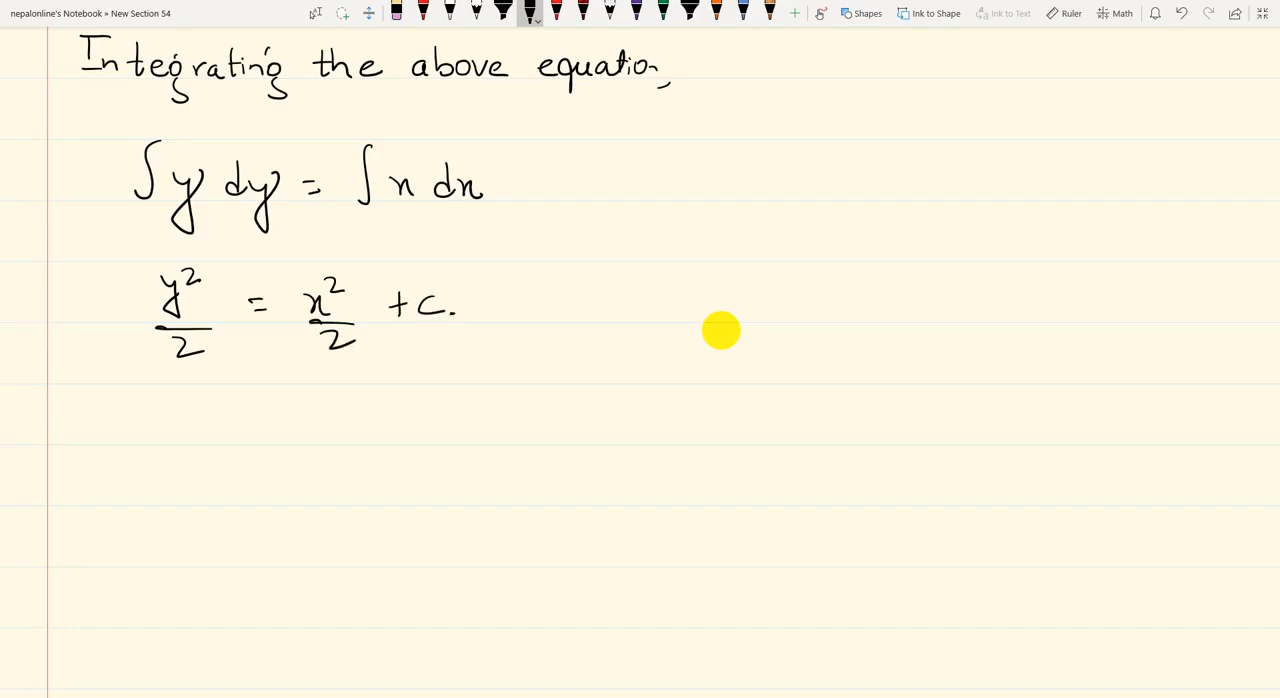 nepalonline's Notebook » New Section 54
Shapes Ink to Shape Ink to Text Ruler Math
Integrating the above equation,
∫ y dy = ∫ x dx
y²/2 = x²/2 + c.